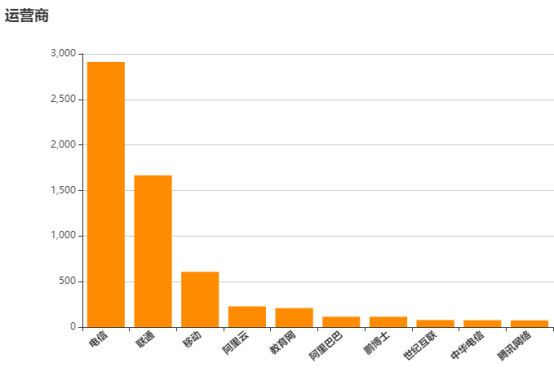 运营商
3,000
2,500
2,000
1,500
1,000
500
0
电信
联通
移动
阿里云
教育网
阿里巴巴
鹏博士
世纪互联
中华电信
腾讯网络